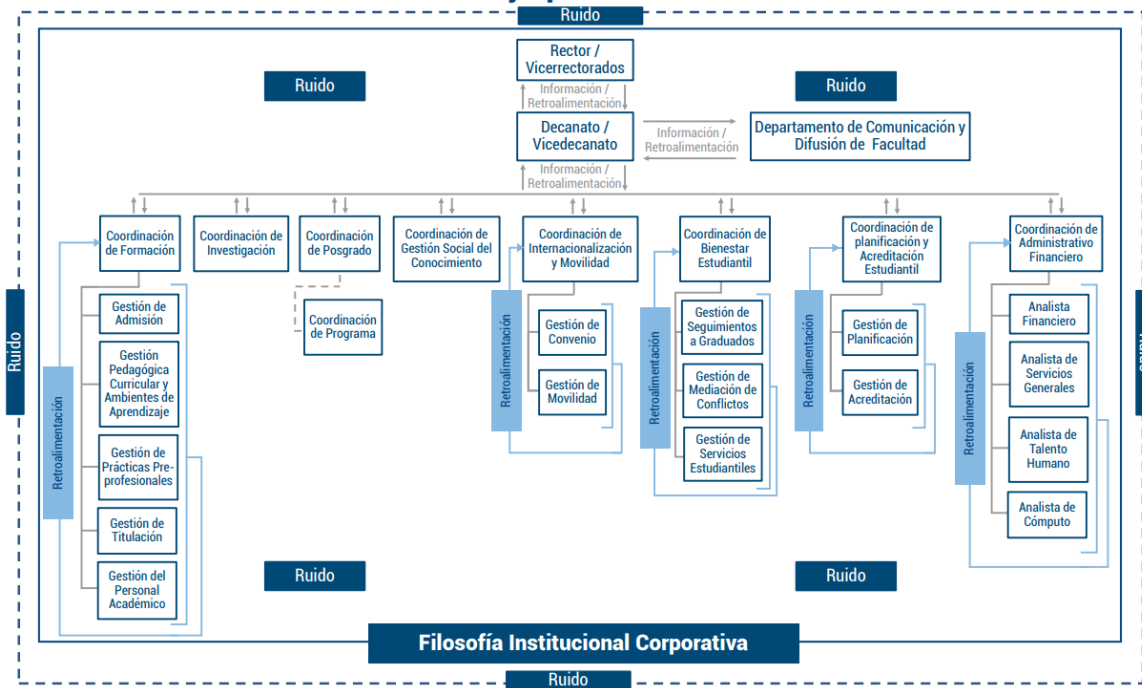 Ruido
Rector /
Vicerrectorados
Ruido
Ruido
Información /
Retroalimentación
Decanato /
Vicedecanato
Información /
Retroalimentación
Departamento de Comunicación y
Difusión de Facultad
Información /
Retroalimentación
Coordinación
de Formación
Coordinación de
Investigación
Coordinación
de Posgrado
Coordinación de
Gestión Social del
Conocimiento
Coordinación de
Internacionalización
y Movilidad
Coordinación de
Bienestar
Estudiantil
Coordinación de
planificación y
Acreditación
Estudiantil
Coordinación de
Administrativo
Financiero
Ruido
Retroalimentación
Gestión de
Admisión
Gestión
Pedagógica
Curricular y
Ambientes de
Aprendizaje
Gestión de
Prácticas Pre-
profesionales
Gestión de
Titulación
Gestión del
Personal
Académico
Coordinación
de Programa
Retroalimentación
Gestión de
Convenio
Gestión de
Movilidad
Retroalimentación
Gestión de
Seguimientos
a Graduados
Gestión de
Mediación de
Conflictos
Gestión de
Servicios
Estudiantiles
Retroalimentación
Gestión de
Planificación
Gestión de
Acreditación
Retroalimentación
Analista
Financiero
Analista de
Servicios
Generales
Analista de
Talento
Humano
Analista de
Cómputo
Ruido
Ruido
Filosofía Institucional Corporativa
Ruido